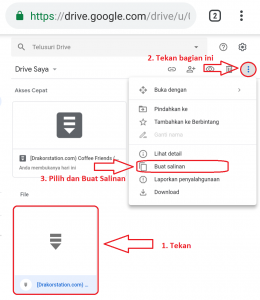 https://drive.google.com/drive/u/
2
Telusuri Drive
2. Tekan bagian ini
Drive Saya
Akses Cepat
Buka dengan
Pindahkan ke
Tambahkan ke Berbintang
Ganti nama
[Drakorstation.com] Coffee Friends
Anda membukanya hari ini
Lihat detail
Buat salinan
3. Pilih dan Buat Salinan
Laporkan penyalahgunaan
Download
File
1. Tekan
[Drakorstation.com] ...